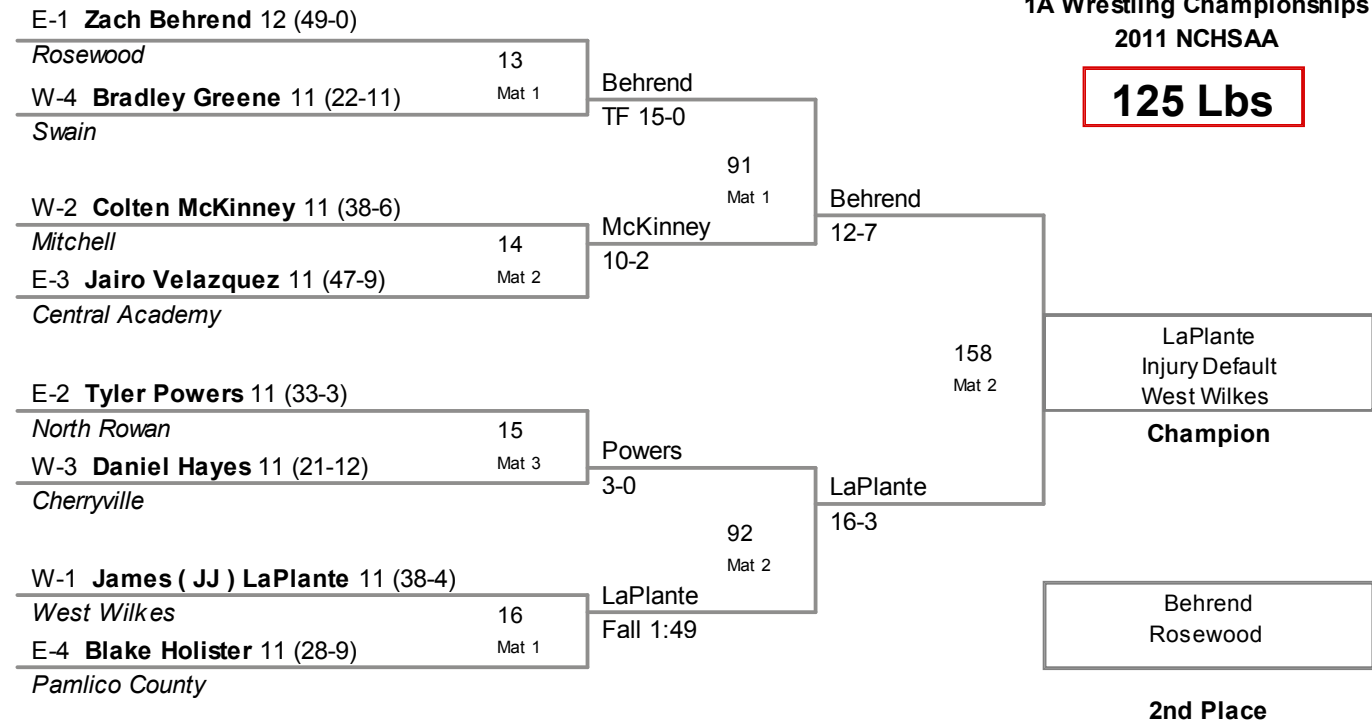 1A Wrestling Championships
2011 NCHSAA
125 Lbs
E-1 Zach Behrend 12 (49-0)
Rosewood
13
Mat 1
W-4 Bradley Greene 11 (22-11)
Swain
Behrend
TF 15-0
91
Mat 1
W-2 Colten McKinney 11 (38-6)
Mitchell
14
Mat 2
E-3 Jairo Velazquez 11 (47-9)
Central Academy
McKinney
10-2
Behrend
12-7
158
Mat 2
E-2 Tyler Powers 11 (33-3)
North Rowan
15
Mat 3
W-3 Daniel Hayes 11 (21-12)
Cherryville
Powers
3-0
92
Mat 2
W-1 James ( JJ ) LaPlante 11 (38-4)
West Wilkes
16
Mat 1
E-4 Blake Holister 11 (28-9)
Pamlico County
LaPlante
Fall 1:49
LaPlante
16-3
LaPlante
Injury Default
West Wilkes
Champion
Behrend
Rosewood
2nd Place